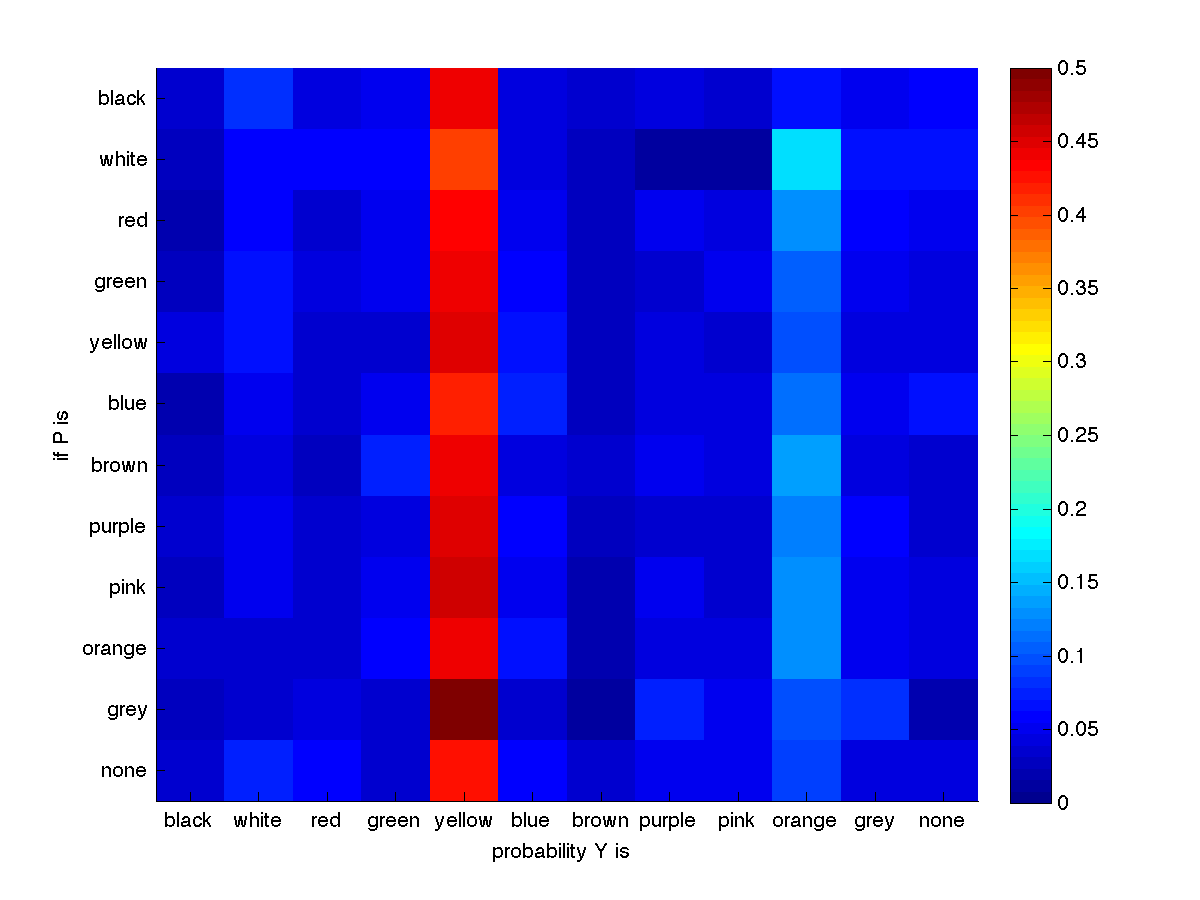 black
white
red
green
yellow
blue
brown
purple
pink
orange
grey
none
if P is
black white red green yellow blue brown purple pink orange grey none
probability Y is
0.5
0.45
0.4
0.35
0.3
0.25
0.2
0.15
0.1
0.05
0